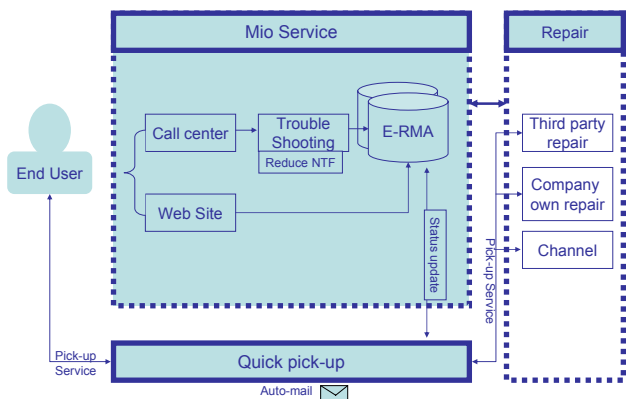 Mio Service
Repair
End User
Call center
Trouble
Shooting
Reduce NTF
E-RMA
Web Site
Status update
Third party
repair
Company
own repair
Channel
Pick-up Service
Pick-up
Service
Quick pick-up
Auto-mail